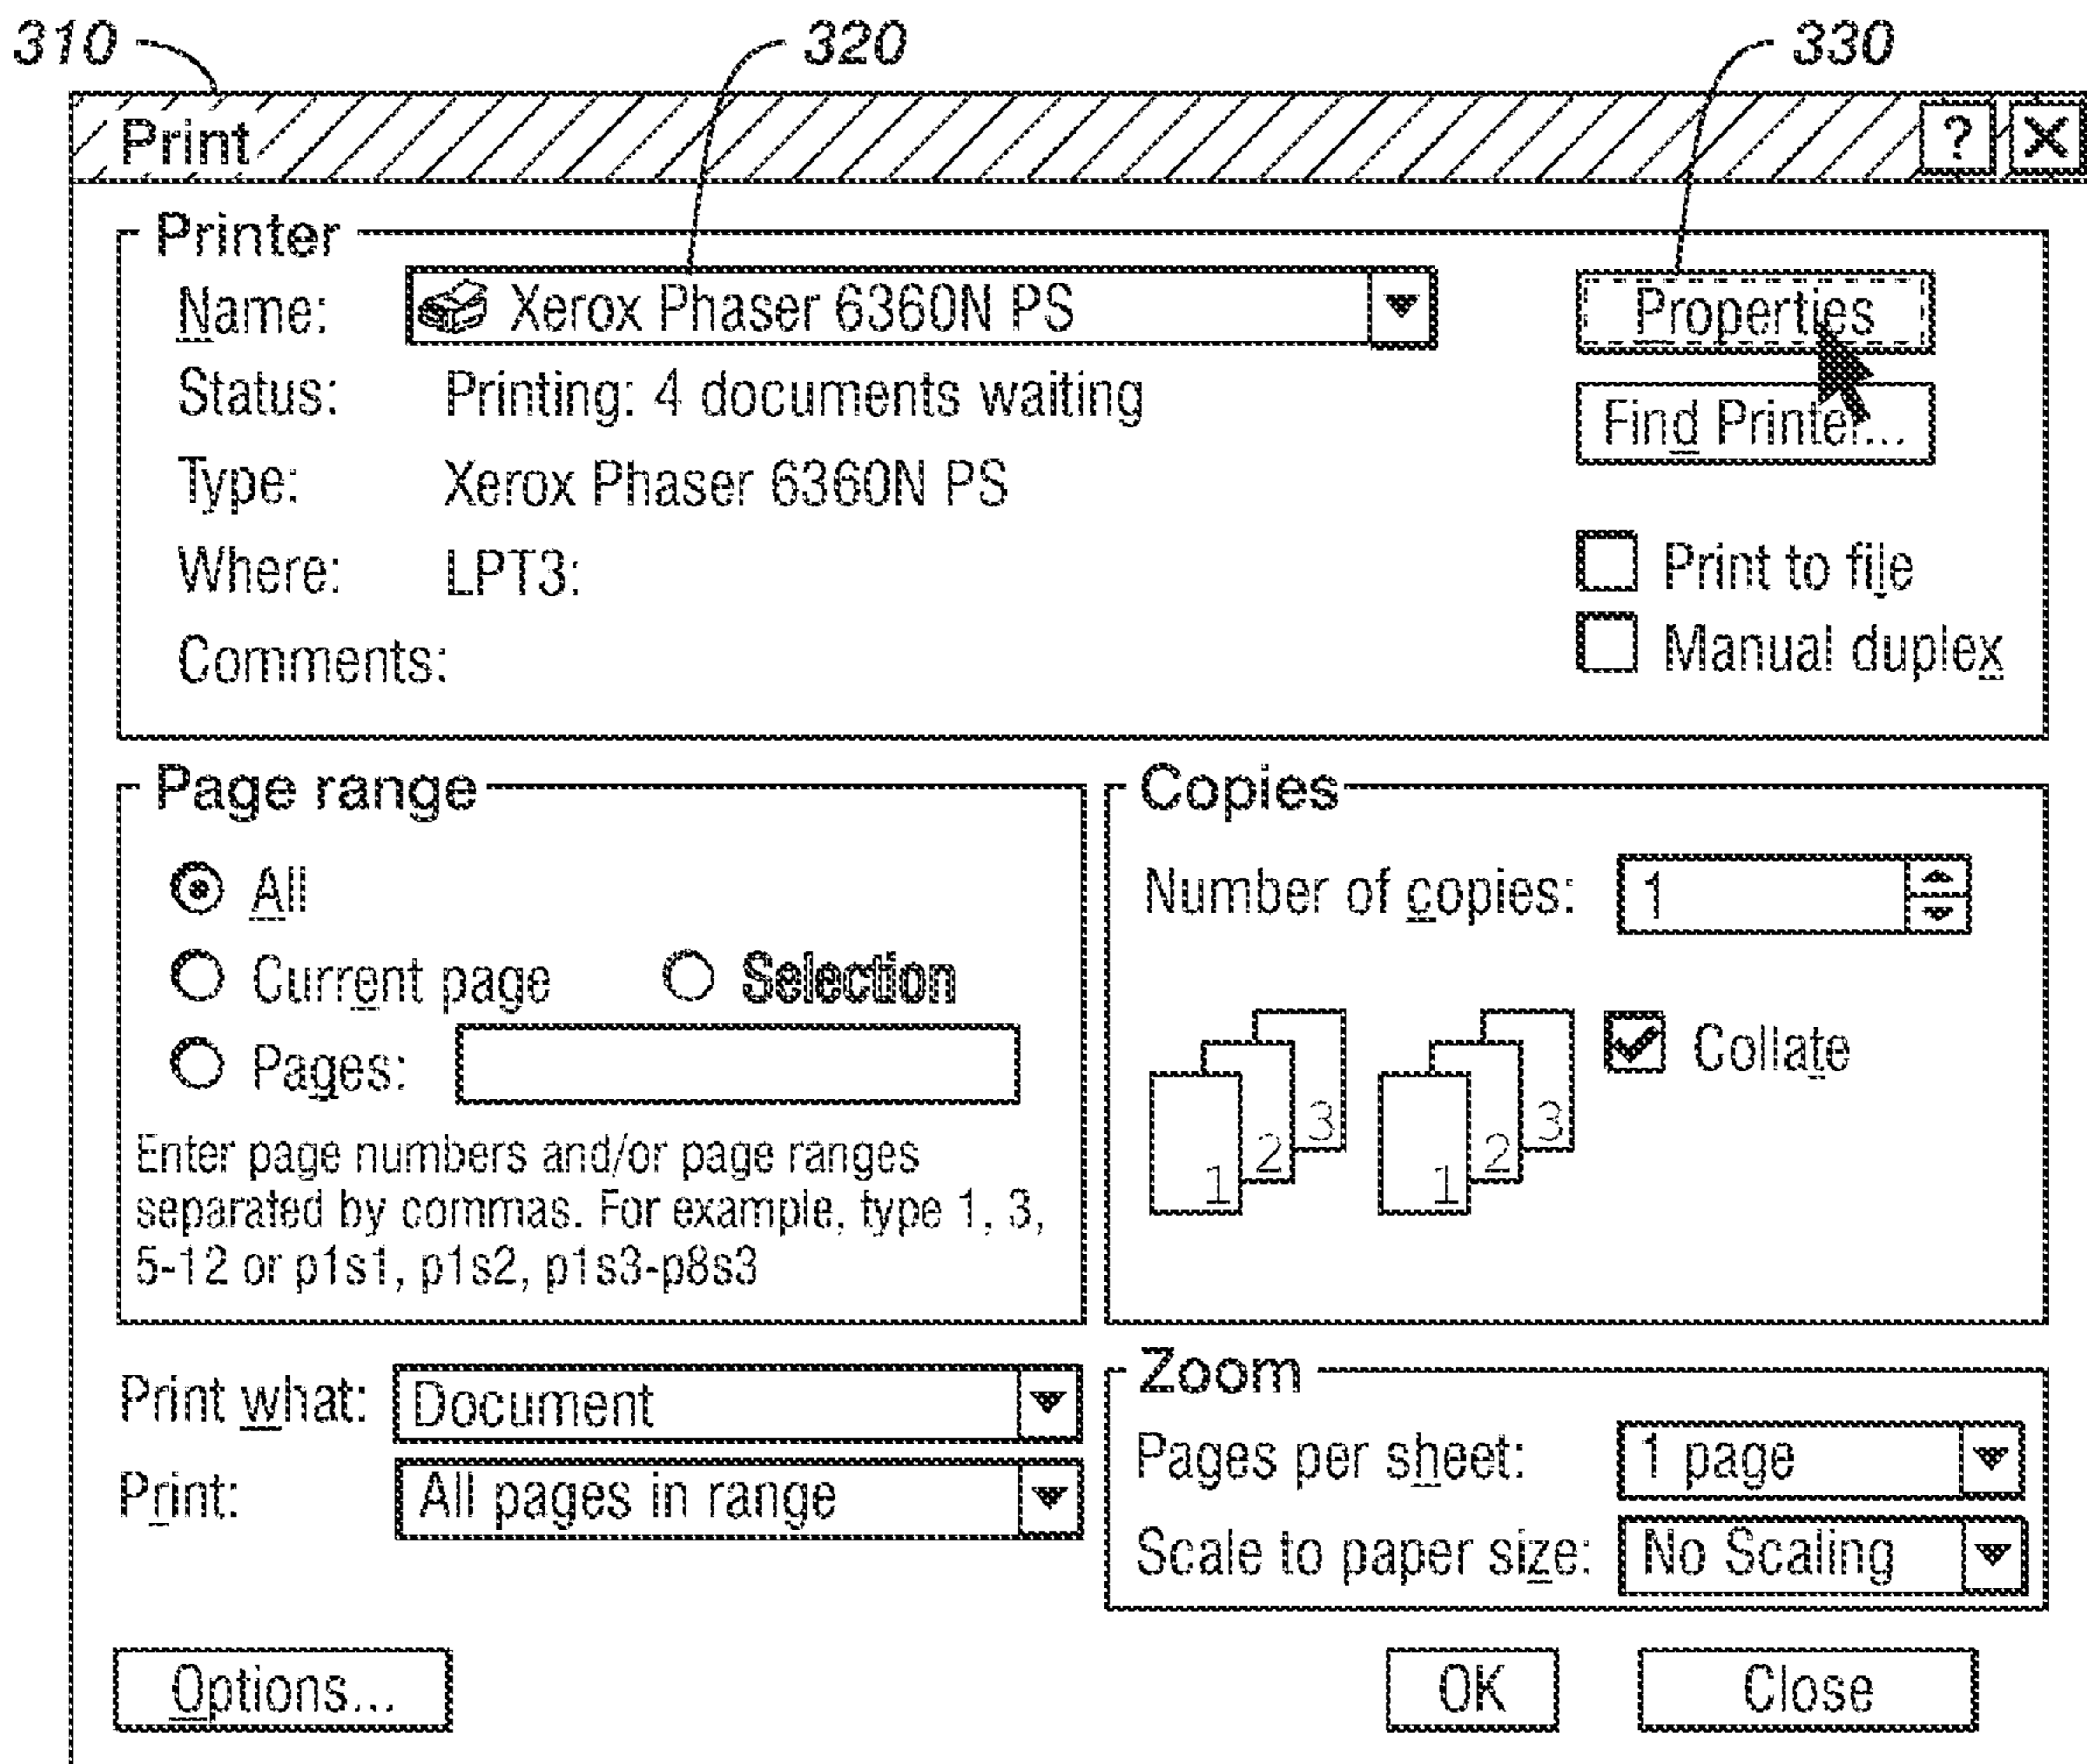 310 320 330
Print ? X
Printer
Name: Xerox Phaser 6360N PS Properties
Status: Printing: 4 documents waiting Find Printer...
Type: Xerox Phaser 6360N PS
Where: LPT3: Print to file
Comments: Manual duplex
Page range Copies
All Number of copies: 1
Current page Selection
Pages: Collate
1 2 3 1 2 3
Enter page numbers and/or page ranges
separated by commas. For example, type 1, 3,
5-12 or p1s1, p1s2, p1s3-p8s3
Print what: Document Zoom
Pages per sheet: 1 page
Print: All pages in range
Scale to paper size: No Scaling
Options... OK Close